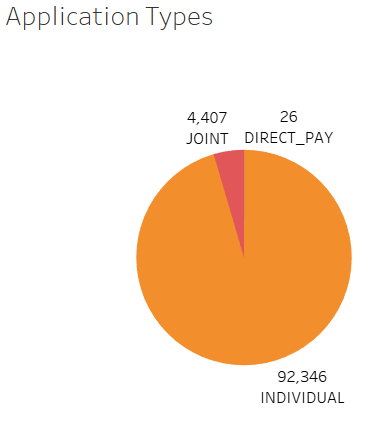 Application Types
4,407
JOINT
26
DIRECT_PAY
92,346
INDIVIDUAL